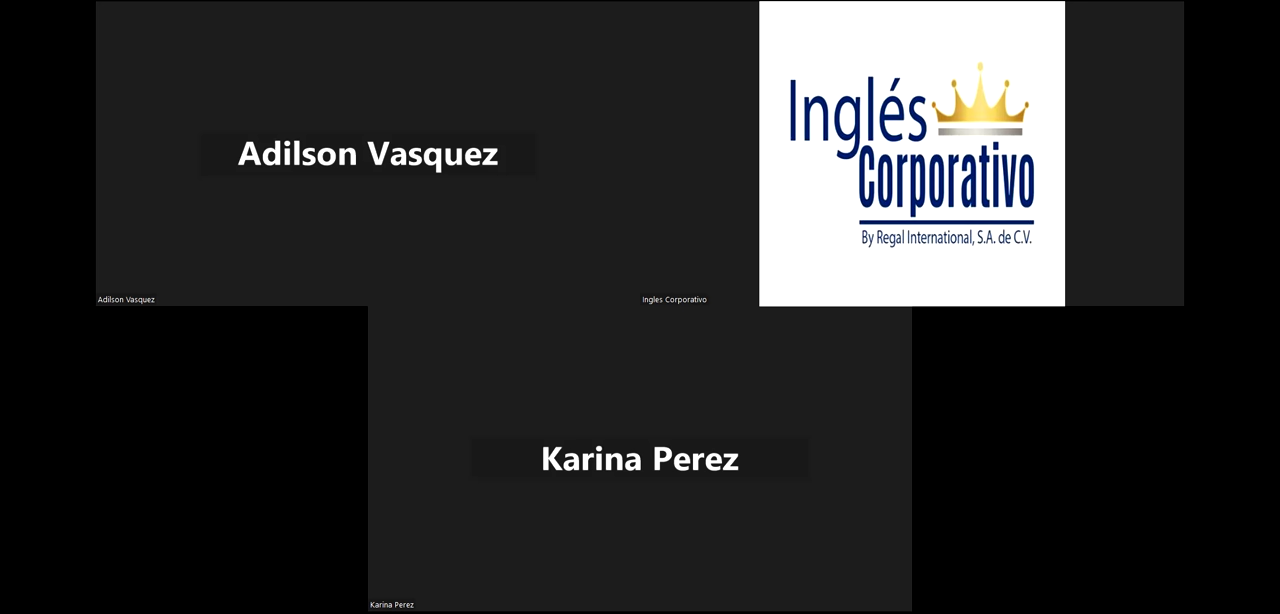 Adilson Vasquez
Adilson Vasquez
Inglés
Corporativo
By Regal International, S.A. de C.V.
Ingles Corporativo
Karina Perez
Karina Perez